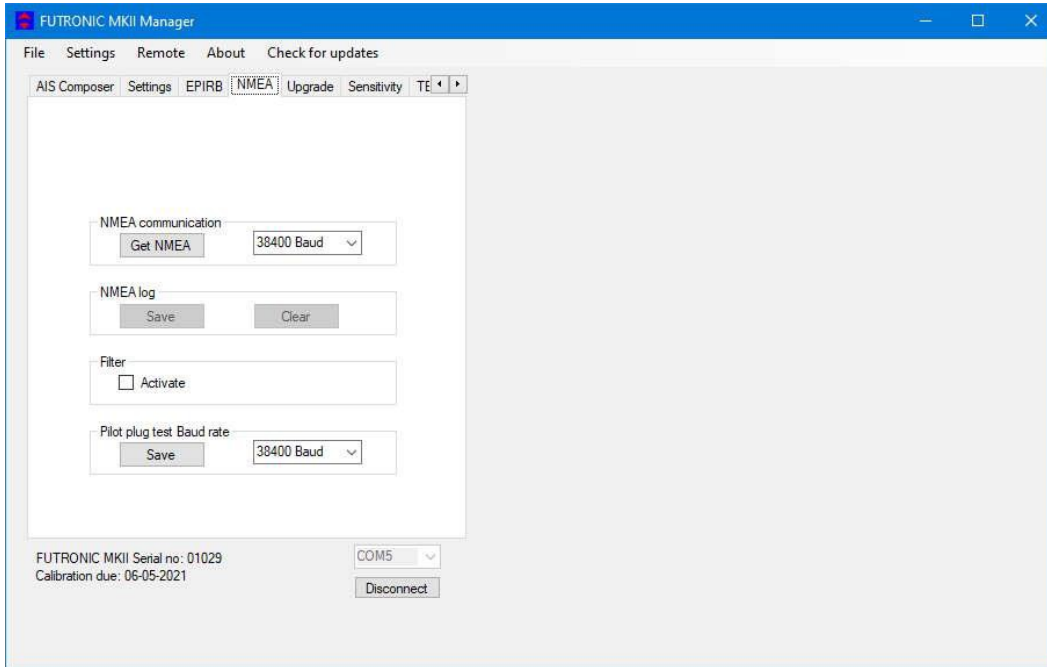 FUTRONIC MKII Manager
File Settings Remote About Check for updates
AIS Composer Settings EPIRB NMEA Upgrade Sensitivity TE
NMEA communication
Get NMEA 38400 Baud
NMEA log
Save Clear
Filter
Activate
Pilot plug test Baud rate
Save 38400 Baud
FUTRONIC MKII Serial no: 01029 COM5
Calibration due: 06-05-2021
Disconnect